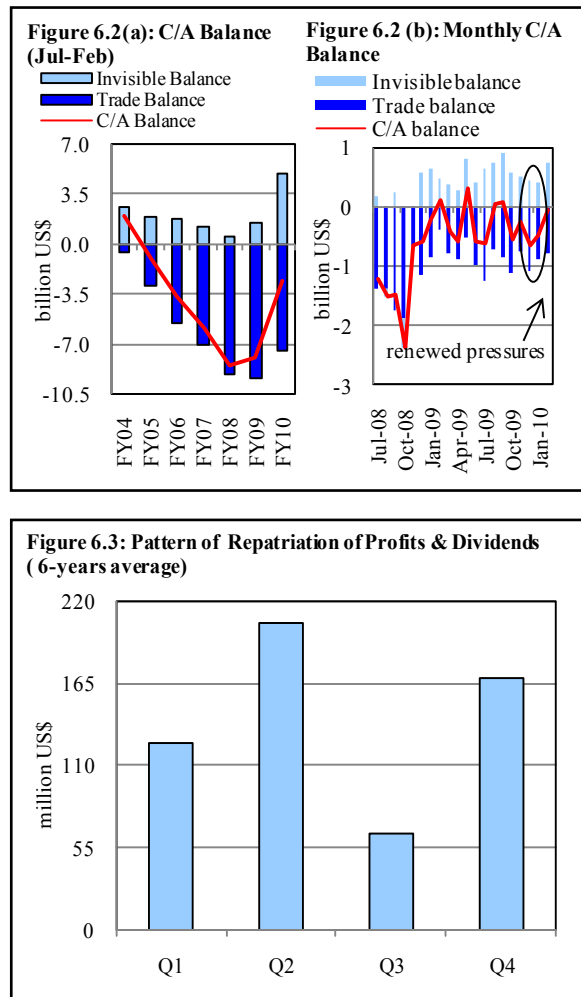 Figure 6.2(a): C/A Balance
(Jul-Feb)
Invisible Balance
Trade Balance
C/A Balance
7.0
3.5
0.0
-3.5
-7.0
-10.5
billion US$
FY04
FY05
FY06
FY07
FY08
FY09
FY10
Figure 6.2 (b): Monthly C/A
Balance
Invisible balance
Trade balance
C/A balance
1
0
-1
-2
-3
billion US$
renewed pressures
Jul-08
Oct-08
Jan-09
Apr-09
Jul-09
Oct-09
Jan-10
Figure 6.3: Pattern of Repatriation of Profits & Dividends
( 6-years average)
220
165
110
55
0
million US$
Q1
Q2
Q3
Q4